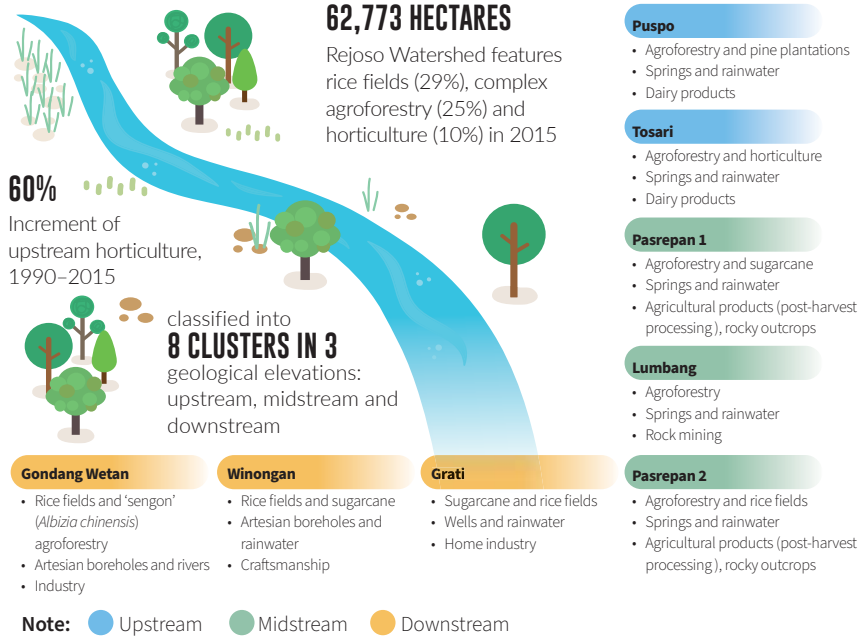 62,773 HECTARES
Rejoso Watershed features
rice fields (29%), complex
agroforestry (25%) and
horticulture (10%) in 2015
60%
Increment of
upstream horticulture,
1990–2015
classified into
8 CLUSTERS IN 3
geological elevations:
upstream, midstream and
downstream
Puspo
• Agroforestry and pine plantations
• Springs and rainwater
• Dairy products
Tosari
• Agroforestry and horticulture
• Springs and rainwater
• Dairy products
Pasrepan 1
• Agroforestry and sugarcane
• Springs and rainwater
• Agricultural products (post-harvest
processing ), rocky outcrops
Lumbang
• Agroforestry
• Springs and rainwater
• Rock mining
Pasrepan 2
• Agroforestry and rice fields
• Springs and rainwater
• Agricultural products (post-harvest
processing ), rocky outcrops
Gondang Wetan
• Rice fields and ‘sengon’
(Albizia chinensis)
agroforestry
• Artesian boreholes and rivers
• Industry
Winongan
• Rice fields and sugarcane
• Artesian boreholes and
rainwater
• Craftsmanship
Grati
• Sugarcane and rice fields
• Wells and rainwater
• Home industry
Note: Upstream Midstream Downstream